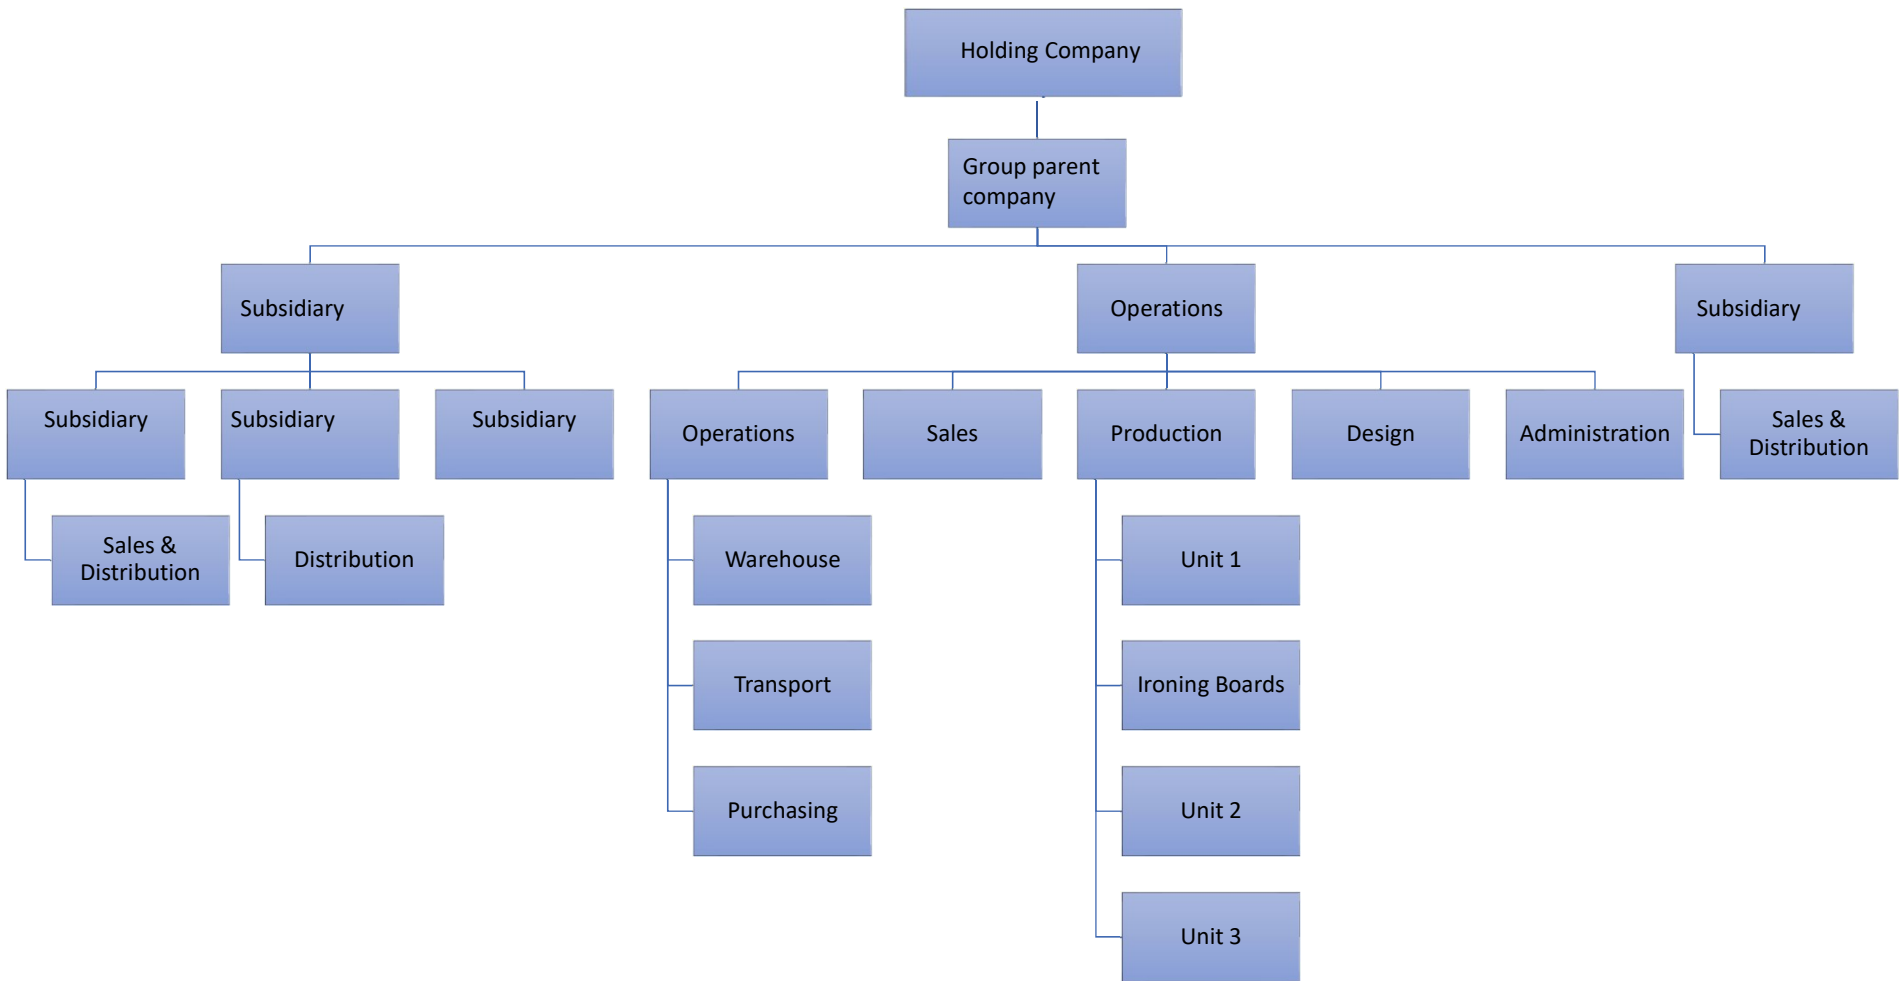 Holding Company
Group parent
company
Subsidiary
Operations
Subsidiary
Subsidiary
Subsidiary
Subsidiary
Operations
Sales
Production
Design
Administration
Sales &
Distribution
Sales &
Distribution
Distribution
Warehouse
Unit 1
Transport
Ironing Boards
Purchasing
Unit 2
Unit 3